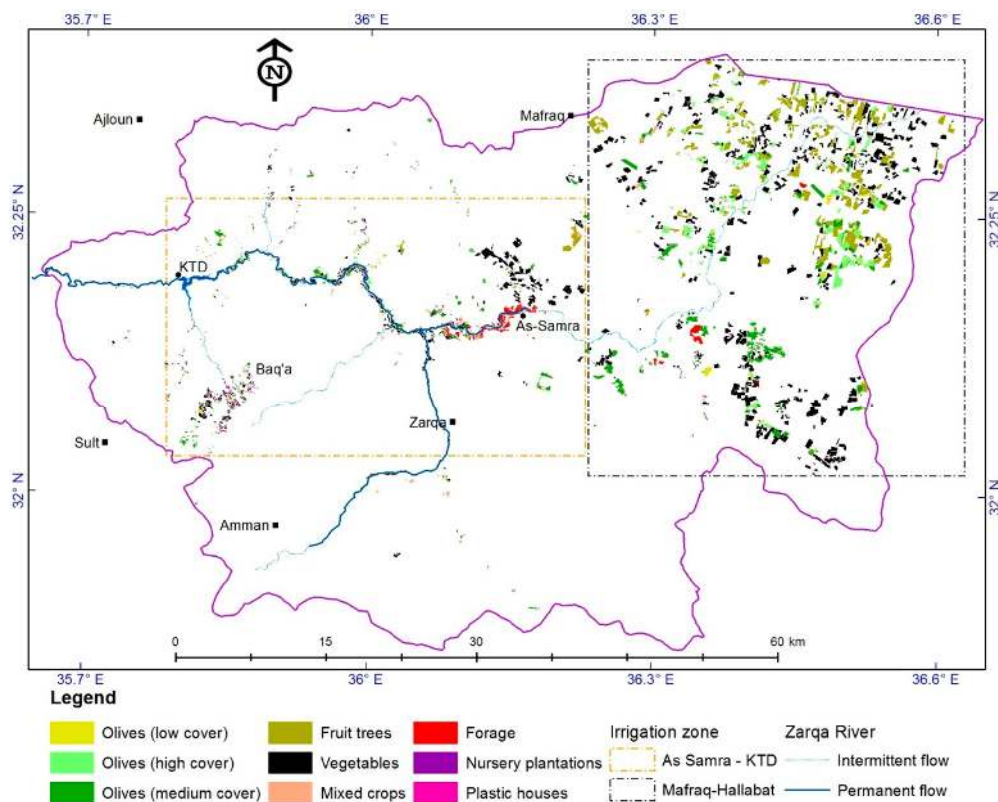 35.7° E 36° E 36.3° E 36.6° E
N
Ajloun
Mafraq
32.25° N 32.25° N
KTD
As-Samra
Baq'a
Zarqa
Sult
32° N 32° N
Amman
0 15 30 60 km
35.7° E 36° E 36.3° E 36.6° E
Legend
Olives (low cover) Fruit trees Forage Irrigation zone Zarqa River
Olives (high cover) Vegetables Nursery plantations As Samra - KTD Intermittent flow
Olives (medium cover) Mixed crops Plastic houses Mafraq-Hallabat Permanent flow